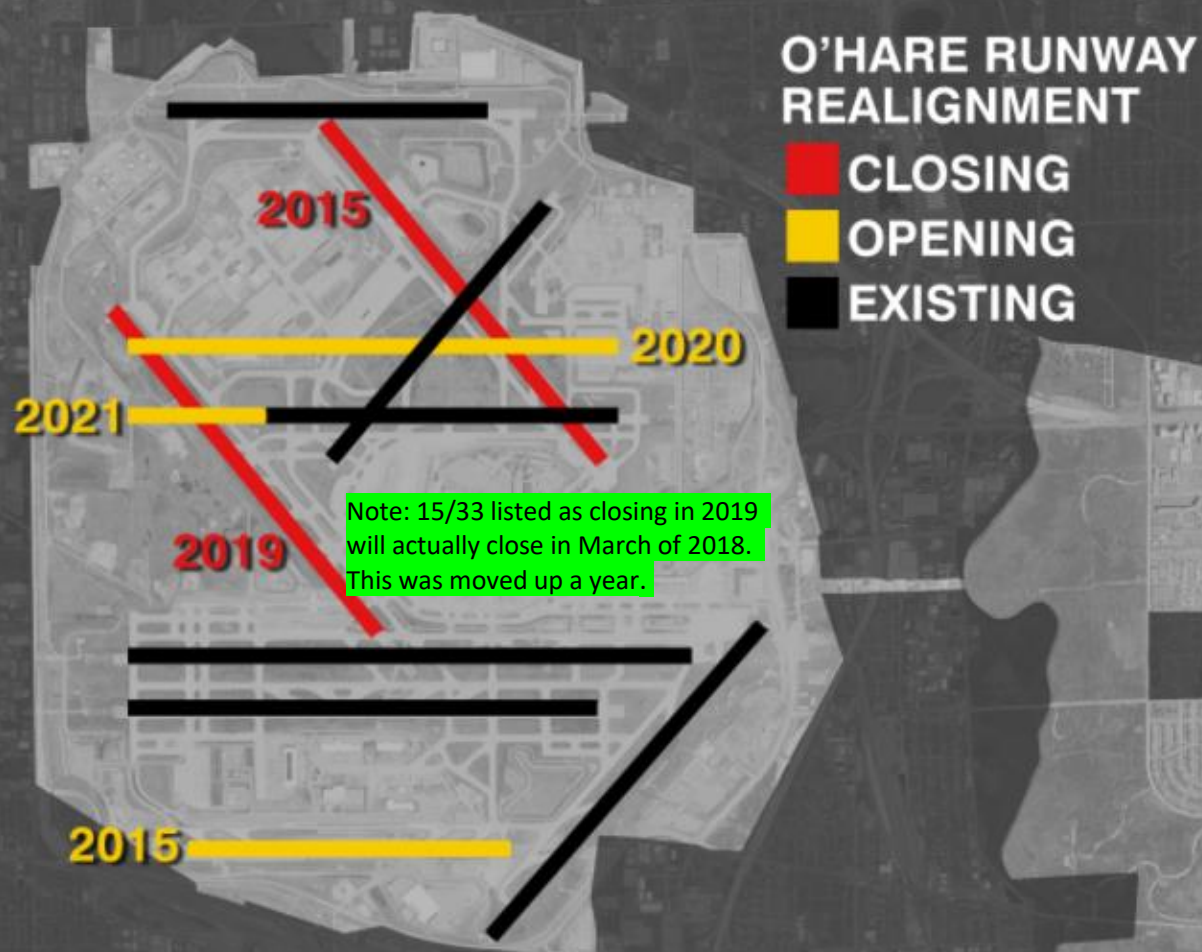 O'HARE RUNWAY
REALIGNMENT
CLOSING
OPENING
EXISTING
2015
2020
2021
Note: 15/33 listed as closing in 2019
will actually close in March of 2018.
This was moved up a year.
2019
2015